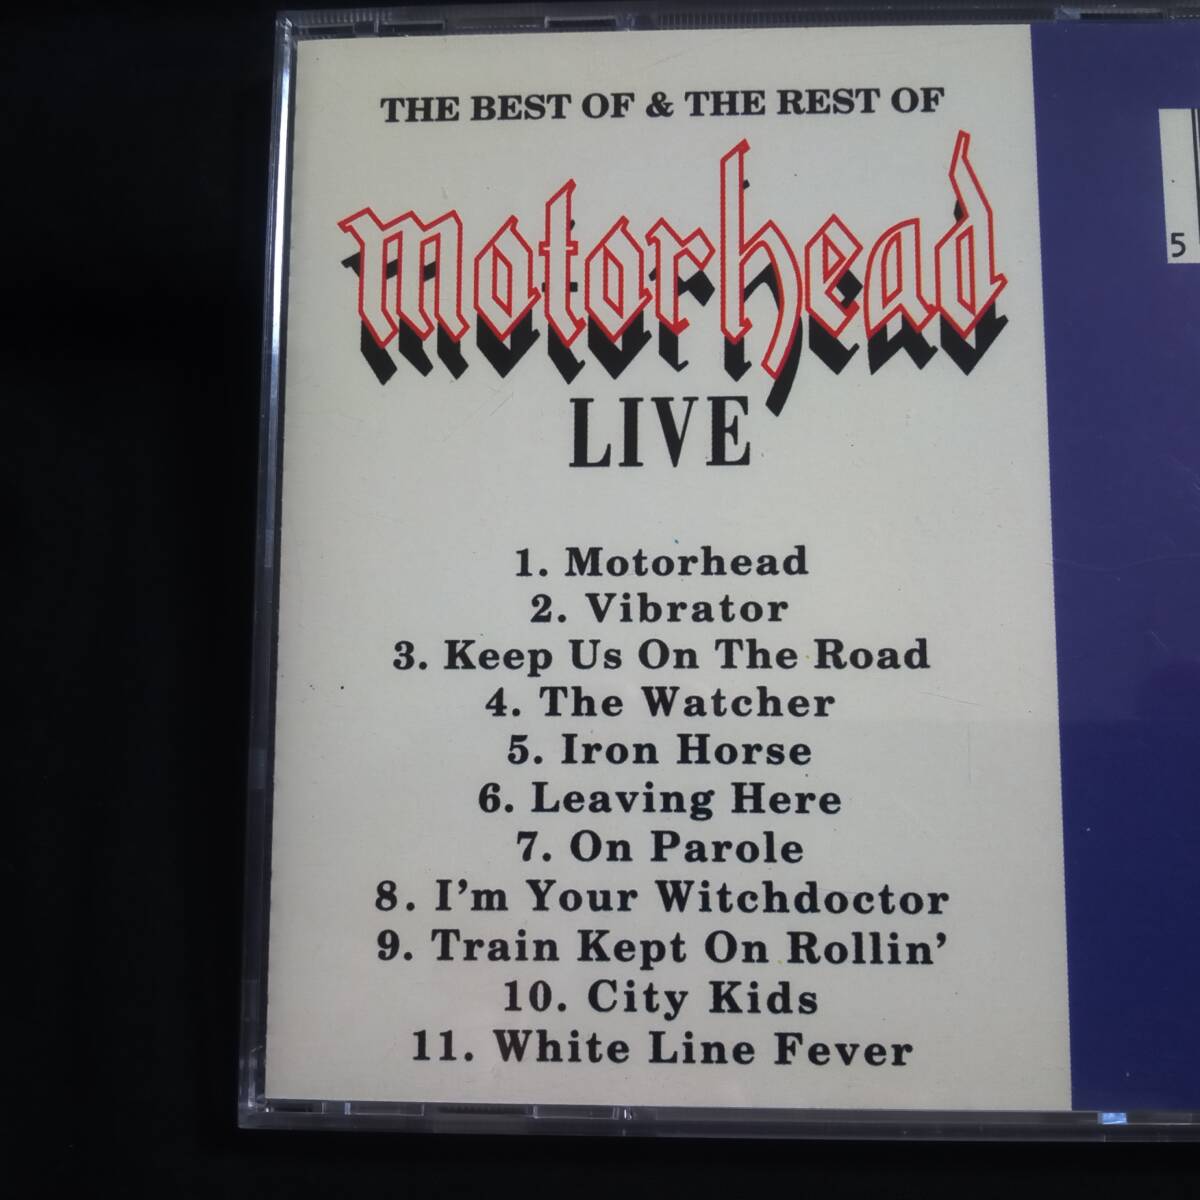 THE BEST OF & THE REST OF
motorhead
LIVE
1. Motorhead
2. Vibrator
3. Keep Us On The Road
4. The Watcher
5. Iron Horse
6. Leaving Here
7. On Parole
8. I'm Your Witchdoctor
9. Train Kept On Rollin'
10. City Kids
11. White Line Fever
5